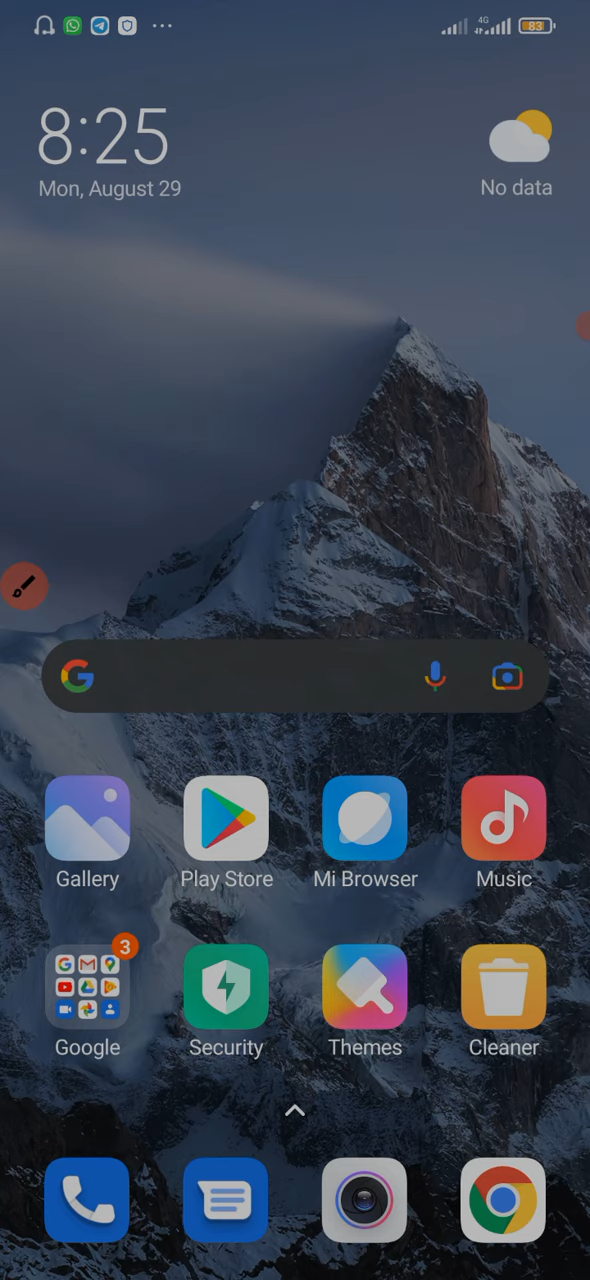 4G
83
8:25
Mon, August 29
No data
Gallery
Play Store
Mi Browser
Music
3
Google
Security
Themes
Cleaner